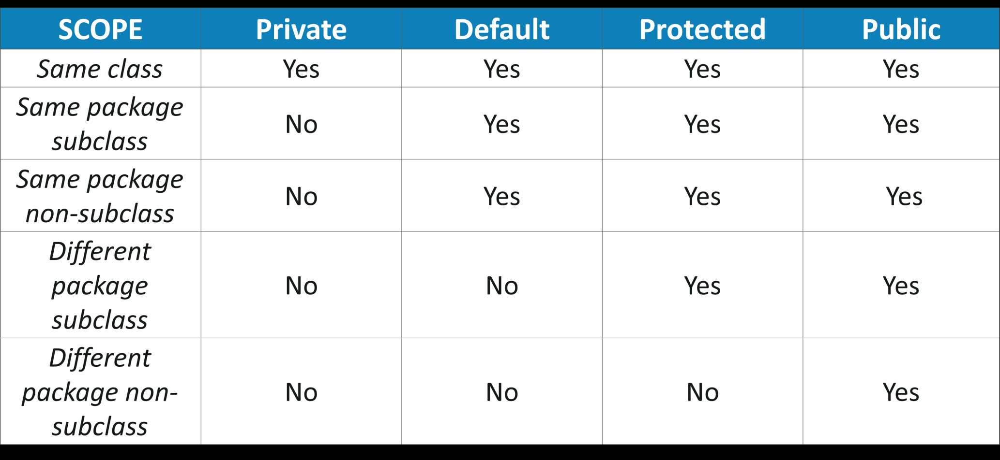 SCOPE Private Default Protected Public
Same class Yes Yes Yes Yes
Same package
subclass
No Yes Yes Yes
Same package
non-subclass
No Yes Yes Yes
Different
package
subclass
No No Yes Yes
Different
package non-
subclass
No No No Yes